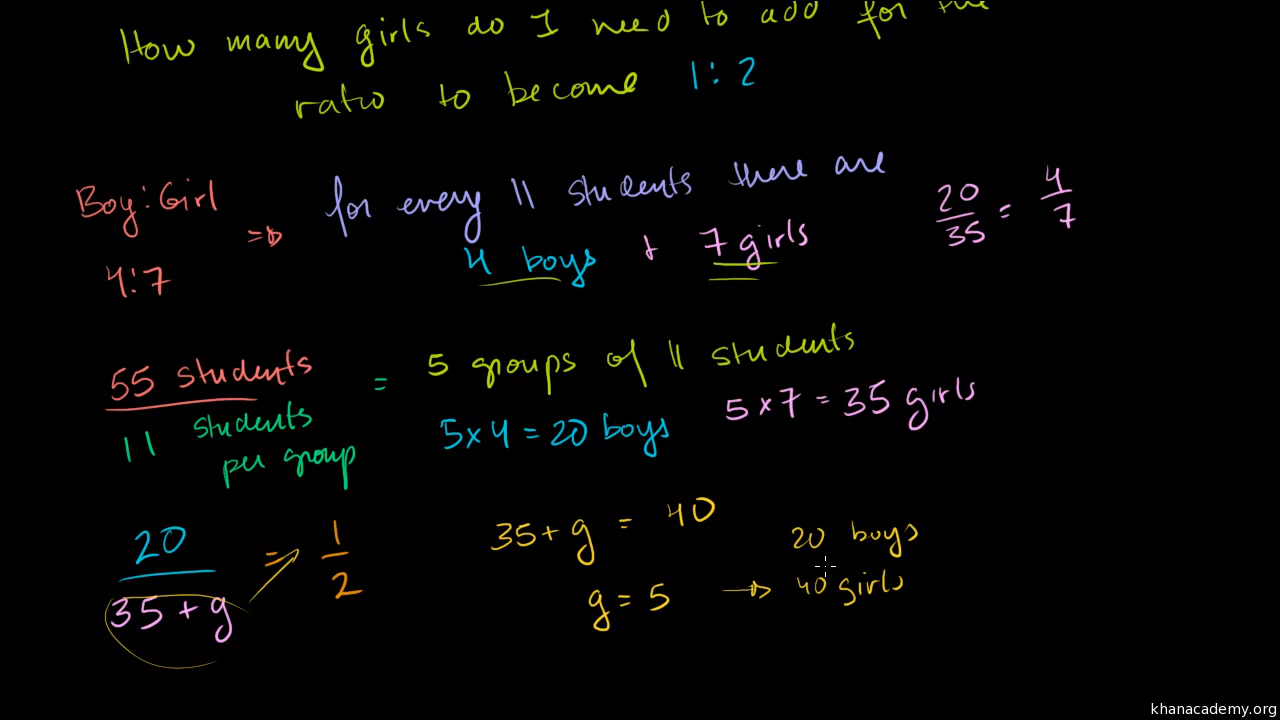 How many girls do I need to add for the
ratio to become 1:2
Boy:Girl => for every 11 students there are
4:7 4 boys + 7 girls
20/35 = 4/7
55 students / 11 students per group = 5 groups of 11 students
5x4 = 20 boys 5x7 = 35 girls
20 / 35 + g = 1/2
35 + g = 40
g = 5 → 20 boys
40 girls
khanacademy.org